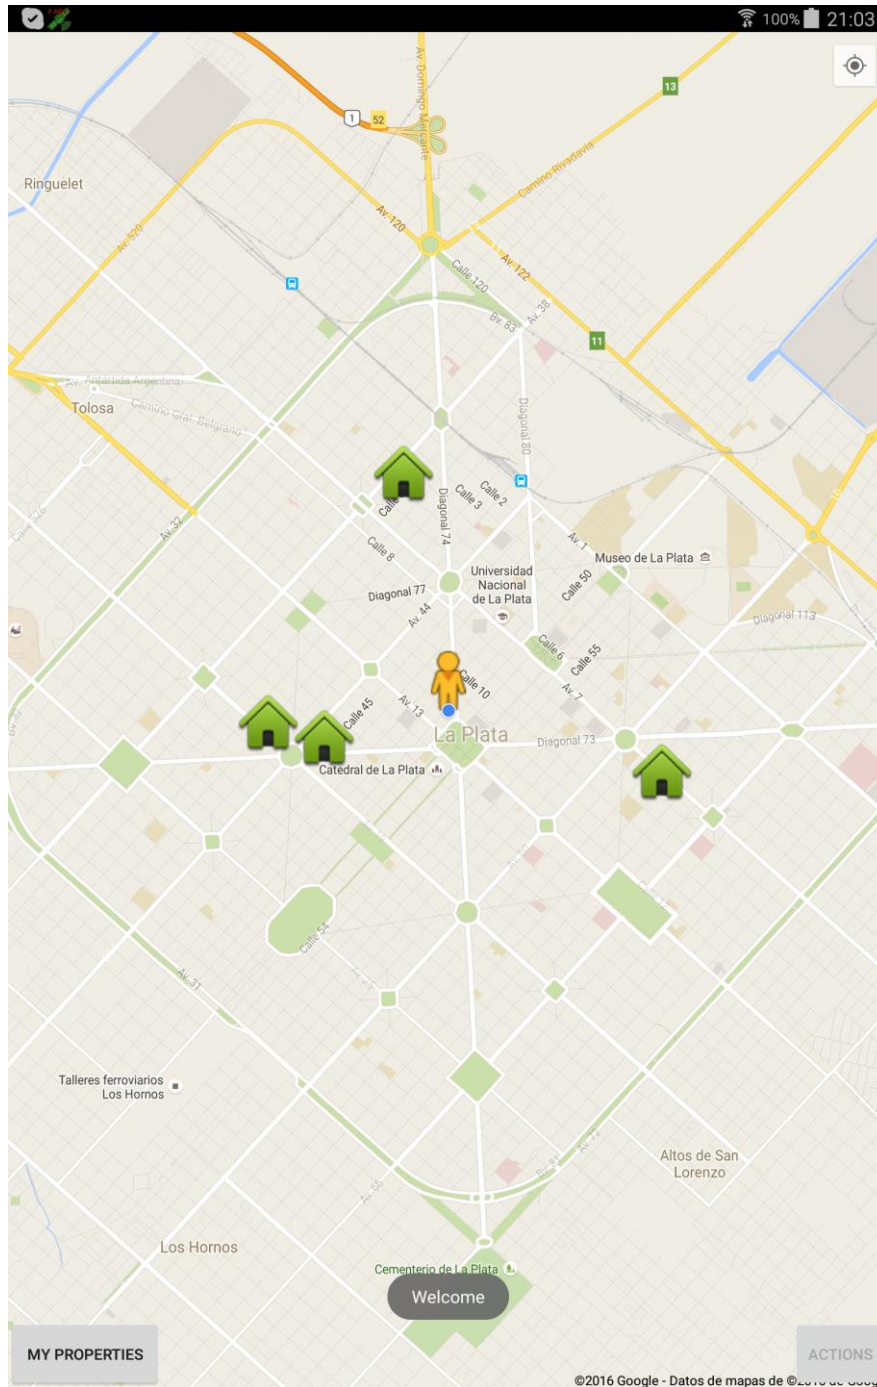 100%
21:03
Av. Domingo Mercante
13
1
52
Camino Rivadavia
Ringuelet
Av. 120
Av. 520
Av. 122
Calle 120
Av. 38
Bv. 83
11
Av. Antártida Argentina
Tolosa
Camino Gral. Belgrano
Diagonal 80
Calle 2
Calle 3
Diagonal 74
Av. 32
Calle 8
Av. 1
Museo de La Plata
Universidad
Nacional
de La Plata
Calle 50
Diagonal 77
Av. 44
Diagonal 113
Calle 6
Calle 55
Calle 10
Av. 7
Calle 45
Av. 13
La Plata
Diagonal 73
Catedral de La Plata
Calle 54
Av. 31
Talleres ferroviarios
Los Hornos
Altos de San
Lorenzo
Bv. 81
Av. 72
Los Hornos
Cementerio de La Plata
Welcome
MY PROPERTIES
ACTIONS
©2016 Google - Datos de mapas de